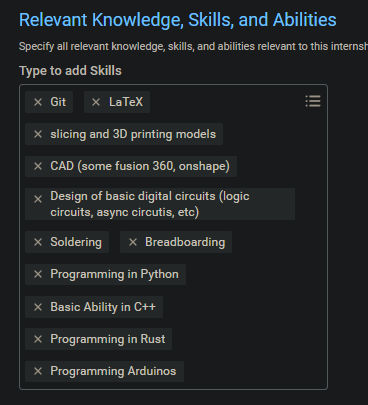 Relevant Knowledge, Skills, and Abilities
Specify all relevant knowledge, skills, and abilities relevant to this internsh
Type to add Skills
× Git × LaTeX
× slicing and 3D printing models
× CAD (some fusion 360, onshape)
× Design of basic digital circuits (logic
circuits, async circutis, etc)
× Soldering × Breadboarding
× Programming in Python
× Basic Ability in C++
× Programming in Rust
× Programming Arduinos